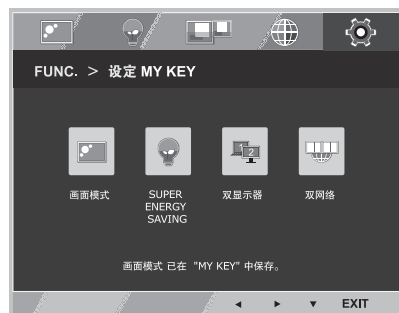 FUNC. > 设定 MY KEY
画面模式
SUPER
ENERGY
SAVING
双显示器
双网络
画面模式 已在 "MY KEY" 中保存。
EXIT